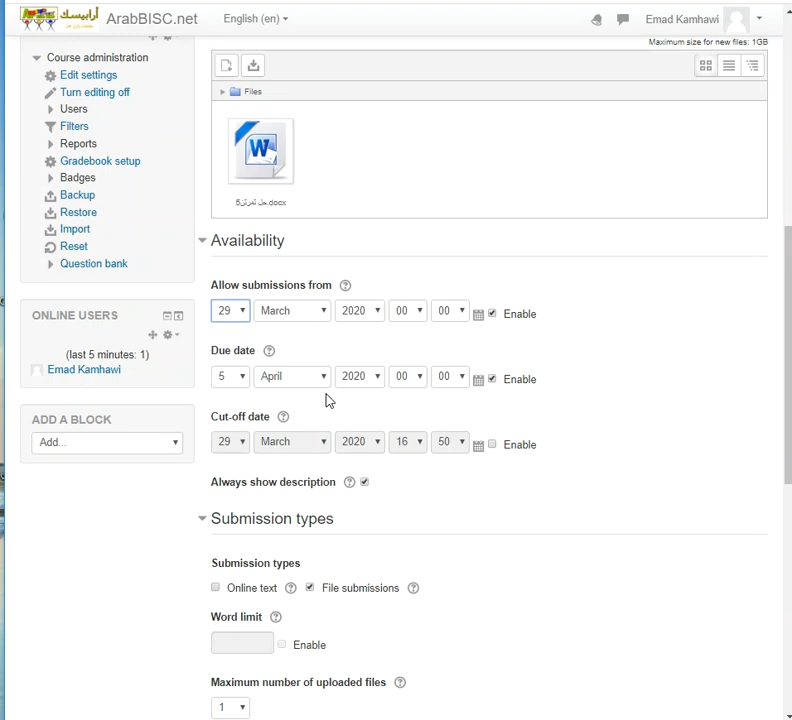 ArabBISC.net
English (en)
Emad Kamhawi
Maximum size for new files: 1GB
Course administration
Edit settings
Turn editing off
Users
Filters
Reports
Gradebook setup
Badges
Backup
Restore
Import
Reset
Question bank
ONLINE USERS
(last 5 minutes: 1)
Emad Kamhawi
ADD A BLOCK
Add...
Files
W
Availability
Allow submissions from
29 March 2020 00 00 Enable
Due date
5 April 2020 00 00 Enable
Cut-off date
29 March 2020 16 50 Enable
Always show description
Submission types
Submission types
Online text File submissions
Word limit
Enable
Maximum number of uploaded files
1